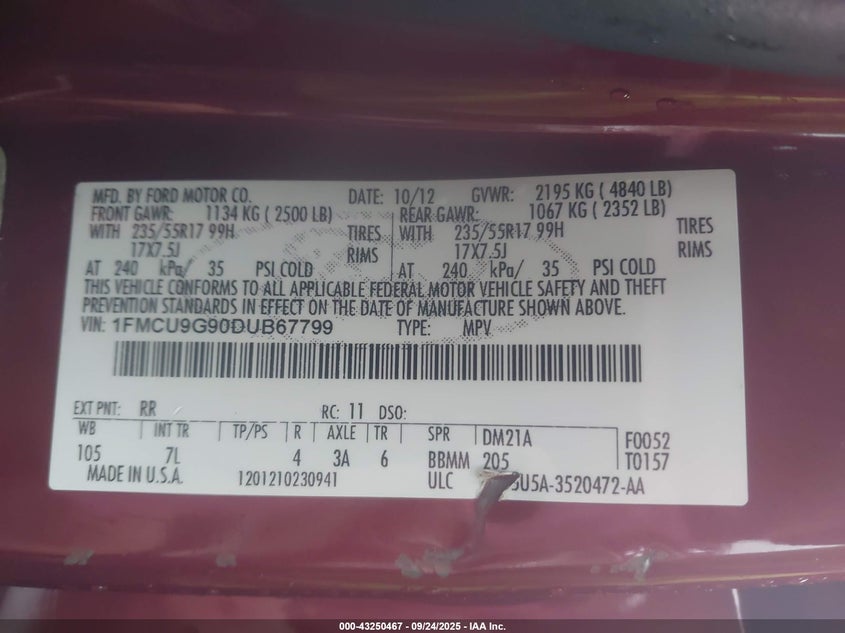 MFD. BY FORD MOTOR CO. DATE: 10/12 GVWR: 2195 KG ( 4840 LB)
FRONT GAWR: 1134 KG ( 2500 LB) REAR GAWR: 1067 KG ( 2352 LB)
WITH 235/55R17 99H TIRES WITH 235/55R17 99H TIRES
17X7.5J RIMS 17X7.5J RIMS
AT 240 kPa/ 35 PSI COLD AT 240 kPa/ 35 PSI COLD
THIS VEHICLE CONFORMS TO ALL APPLICABLE FEDERAL MOTOR VEHICLE SAFETY AND THEFT
PREVENTION STANDARDS IN EFFECT ON THE DATE OF MANUFACTURE SHOWN ABOVE.
VIN: 1FMCU9G90DUB67799 TYPE: MPV
EXT PNT: RR RC: 11 DSO:
WB INT TR TP/PS R AXLE TR SPR DM21A F0052
105 7L 4 3A 6 BBMM 205 T0157
MADE IN U.S.A. 1201210230941 ULC U5A-3520472-AA
000-43250467 - 09/24/2025 - IAA Inc.